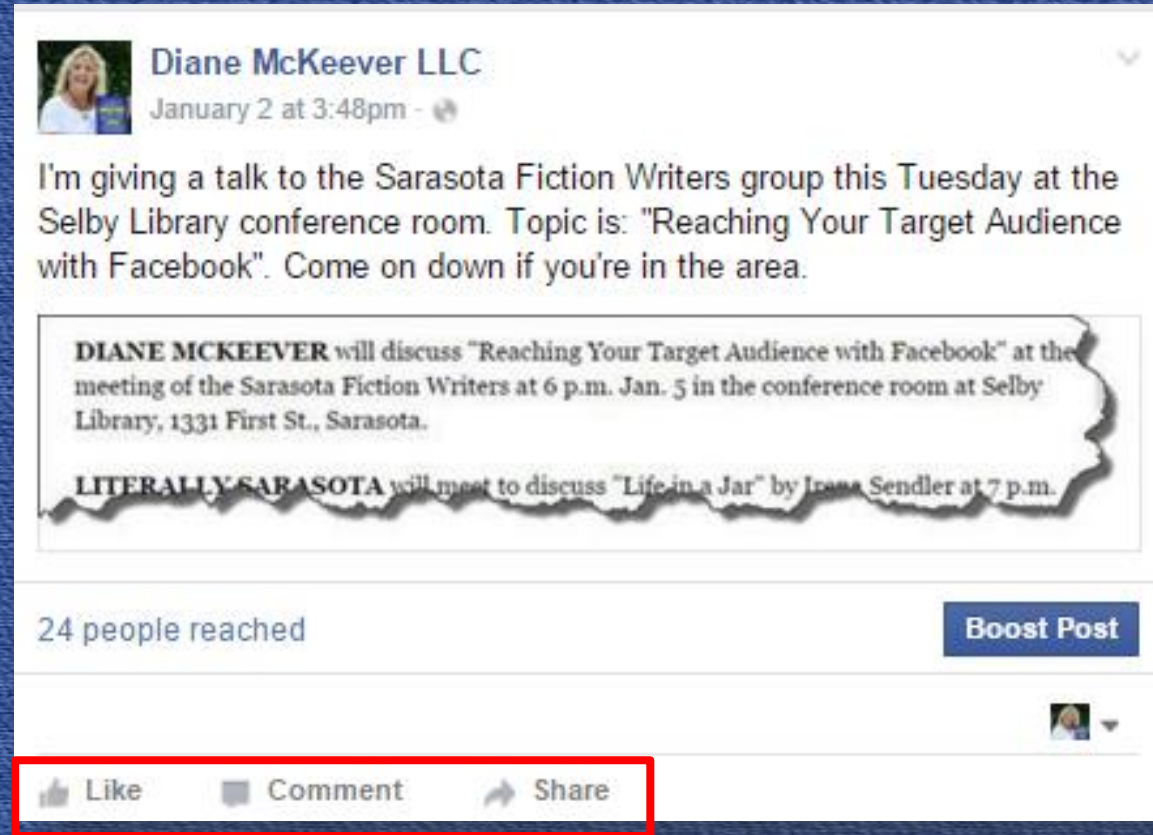 Diane McKeever LLC
January 2 at 3:48pm -
I'm giving a talk to the Sarasota Fiction Writers group this Tuesday at the
Selby Library conference room. Topic is: "Reaching Your Target Audience
with Facebook". Come on down if you're in the area.
DIANE MCKEEVER will discuss "Reaching Your Target Audience with Facebook" at the
meeting of the Sarasota Fiction Writers at 6 p.m. Jan. 5 in the conference room at Selby
Library, 1331 First St., Sarasota.
LITERALLY SARASOTA will meet to discuss "Life in a Jar" by Irena Sendler at 7 p.m.
24 people reached
Boost Post
Like Comment Share